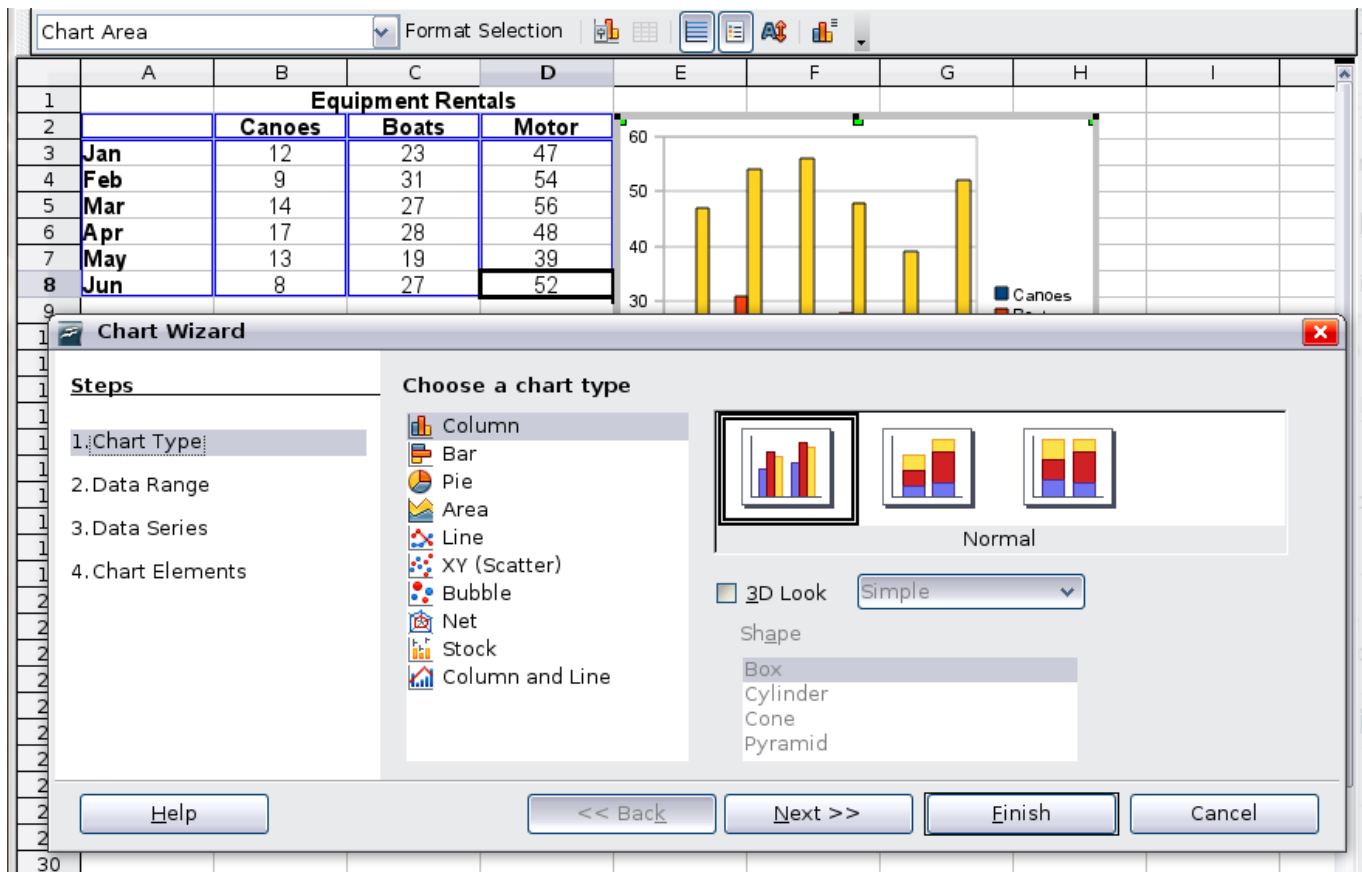 Chart Area Format Selection
A B C D E F G H I
1 Equipment Rentals
2 Canoes Boats Motor
3 Jan 12 23 47
4 Feb 9 31 54
5 Mar 14 27 56
6 Apr 17 28 48
7 May 13 19 39
8 Jun 8 27 52
9
60
50
40
30
Canoes
Chart Wizard
Steps
1.Chart Type
2.Data Range
3.Data Series
4.Chart Elements
Choose a chart type
Column
Bar
Pie
Area
Line
XY (Scatter)
Bubble
Net
Stock
Column and Line
Normal
3D Look Simple
Shape
Box
Cylinder
Cone
Pyramid
Help << Back Next >> Finish Cancel
30